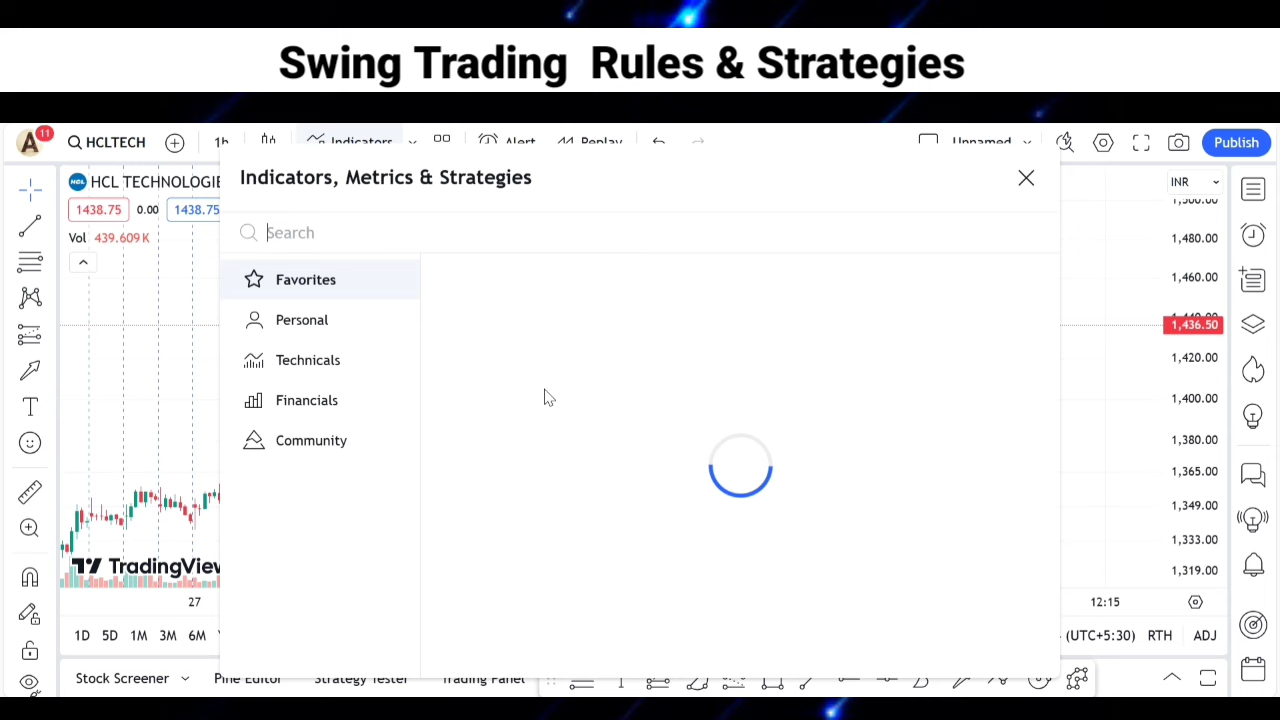 Swing Trading Rules & Strategies
A 11 HCLTECH 1h Indicators Alert Replay Unnamed Publish
Indicators, Metrics & Strategies
HCL HCL TECHNOLOGIE INR
1438.75 0.00 1438.75
Search
Vol 439.609K
Favorites
Personal
Technicals
Financials
Community
1,480.00
1,460.00
1,436.50
1,420.00
1,400.00
1,380.00
1,365.00
1,349.00
1,333.00
1,319.00
TradingView
27 12:15
1D 5D 1M 3M 6M (UTC+5:30) RTH ADJ
Stock Screener Pine Editor Strategy Tester Trading Panel